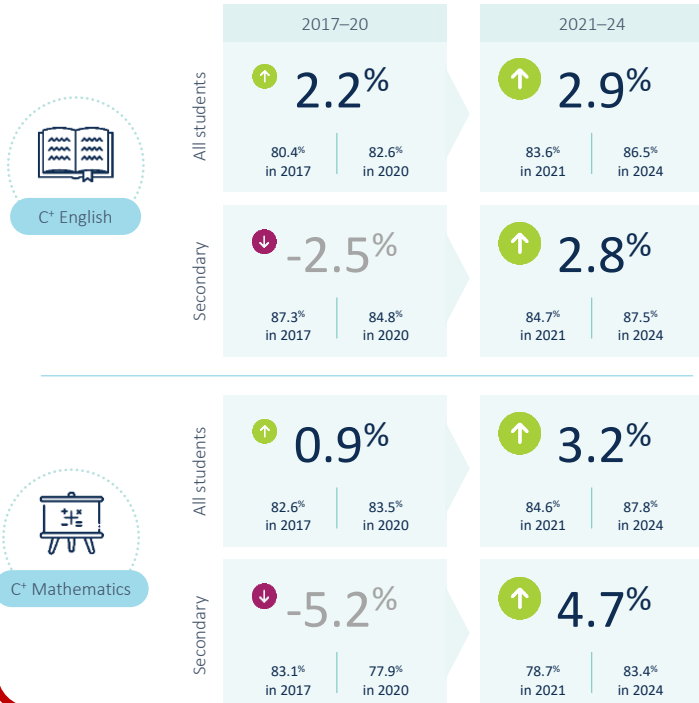 2017–20
2021–24
All students
2.2%
80.4% in 2017
82.6% in 2020
2.9%
83.6% in 2021
86.5% in 2024
C⁺ English
Secondary
-2.5%
87.3% in 2017
84.8% in 2020
2.8%
84.7% in 2021
87.5% in 2024
All students
0.9%
82.6% in 2017
83.5% in 2020
3.2%
84.6% in 2021
87.8% in 2024
C⁺ Mathematics
Secondary
-5.2%
83.1% in 2017
77.9% in 2020
4.7%
78.7% in 2021
83.4% in 2024